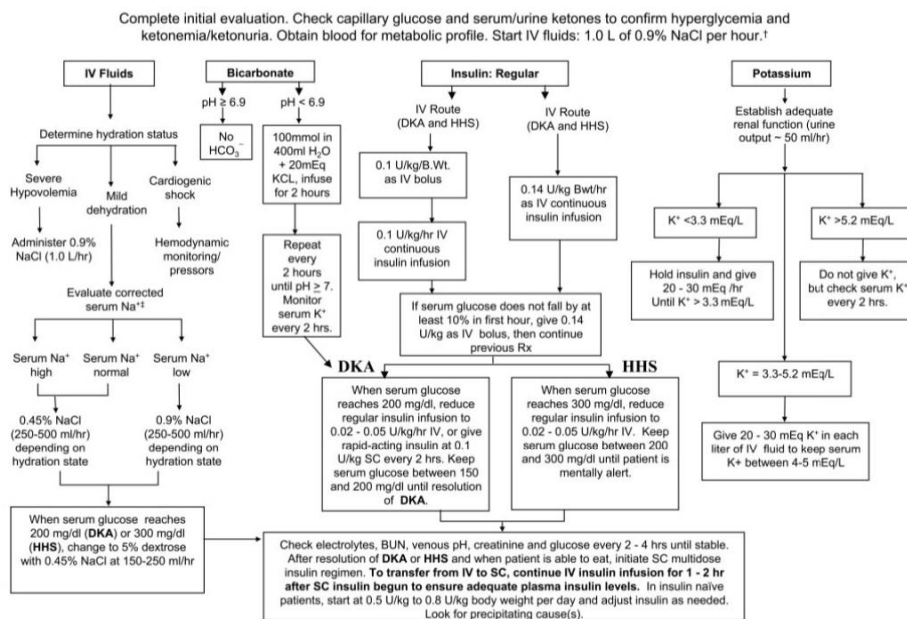 Complete initial evaluation. Check capillary glucose and serum/urine ketones to confirm hyperglycemia and
ketonemia/ketonuria. Obtain blood for metabolic profile. Start IV fluids: 1.0 L of 0.9% NaCl per hour.†
IV Fluids
Determine hydration status
Severe
Hypovolemia
Mild
dehydration
Cardiogenic
shock
Administer 0.9%
NaCl (1.0 L/hr)
Hemodynamic
monitoring/
pressors
Evaluate corrected
serum Na⁺‡
Serum Na⁺
high
Serum Na⁺
normal
Serum Na⁺
low
0.45% NaCl
(250-500 ml/hr)
depending on
hydration state
0.9% NaCl
(250-500 ml/hr)
depending on
hydration state
When serum glucose reaches
200 mg/dl (DKA) or 300 mg/dl
(HHS), change to 5% dextrose
with 0.45% NaCl at 150-250 ml/hr
Bicarbonate
pH ≥ 6.9
pH < 6.9
No
HCO₃⁻
100mmol in
400ml H₂O
+ 20mEq
KCL, infuse
for 2 hours
Repeat
every
2 hours
until pH ≥ 7.
Monitor
serum K⁺
every 2 hrs.
Insulin: Regular
IV Route
(DKA and HHS)
IV Route
(DKA and HHS)
0.1 U/kg/B.Wt.
as IV bolus
0.1 U/kg/hr IV
continuous
insulin infusion
0.14 U/kg Bwt/hr
as IV continuous
insulin infusion
If serum glucose does not fall by at
least 10% in first hour, give 0.14
U/kg as IV bolus, then continue
previous Rx
DKA
HHS
When serum glucose
reaches 200 mg/dl, reduce
regular insulin infusion to
0.02 - 0.05 U/kg/hr IV, or give
rapid-acting insulin at 0.1
U/kg SC every 2 hrs. Keep
serum glucose between 150
and 200 mg/dl until resolution
of DKA.
When serum glucose
reaches 300 mg/dl, reduce
regular insulin infusion to
0.02 - 0.05 U/kg/hr IV. Keep
serum glucose between 200
and 300 mg/dl until patient is
mentally alert.
Potassium
Establish adequate
renal function (urine
output ~ 50 ml/hr)
K⁺ <3.3 mEq/L
K⁺ >5.2 mEq/L
Hold insulin and give
20 - 30 mEq /hr
Until K⁺ > 3.3 mEq/L
Do not give K⁺,
but check serum K⁺
every 2 hrs.
K⁺ = 3.3-5.2 mEq/L
Give 20 - 30 mEq K⁺ in each
liter of IV fluid to keep serum
K+ between 4-5 mEq/L
Check electrolytes, BUN, venous pH, creatinine and glucose every 2 - 4 hrs until stable.
After resolution of DKA or HHS and when patient is able to eat, initiate SC multidose
insulin regimen. To transfer from IV to SC, continue IV insulin infusion for 1 - 2 hr
after SC insulin begun to ensure adequate plasma insulin levels. In insulin naïve
patients, start at 0.5 U/kg to 0.8 U/kg body weight per day and adjust insulin as needed.
Look for precipitating cause(s).